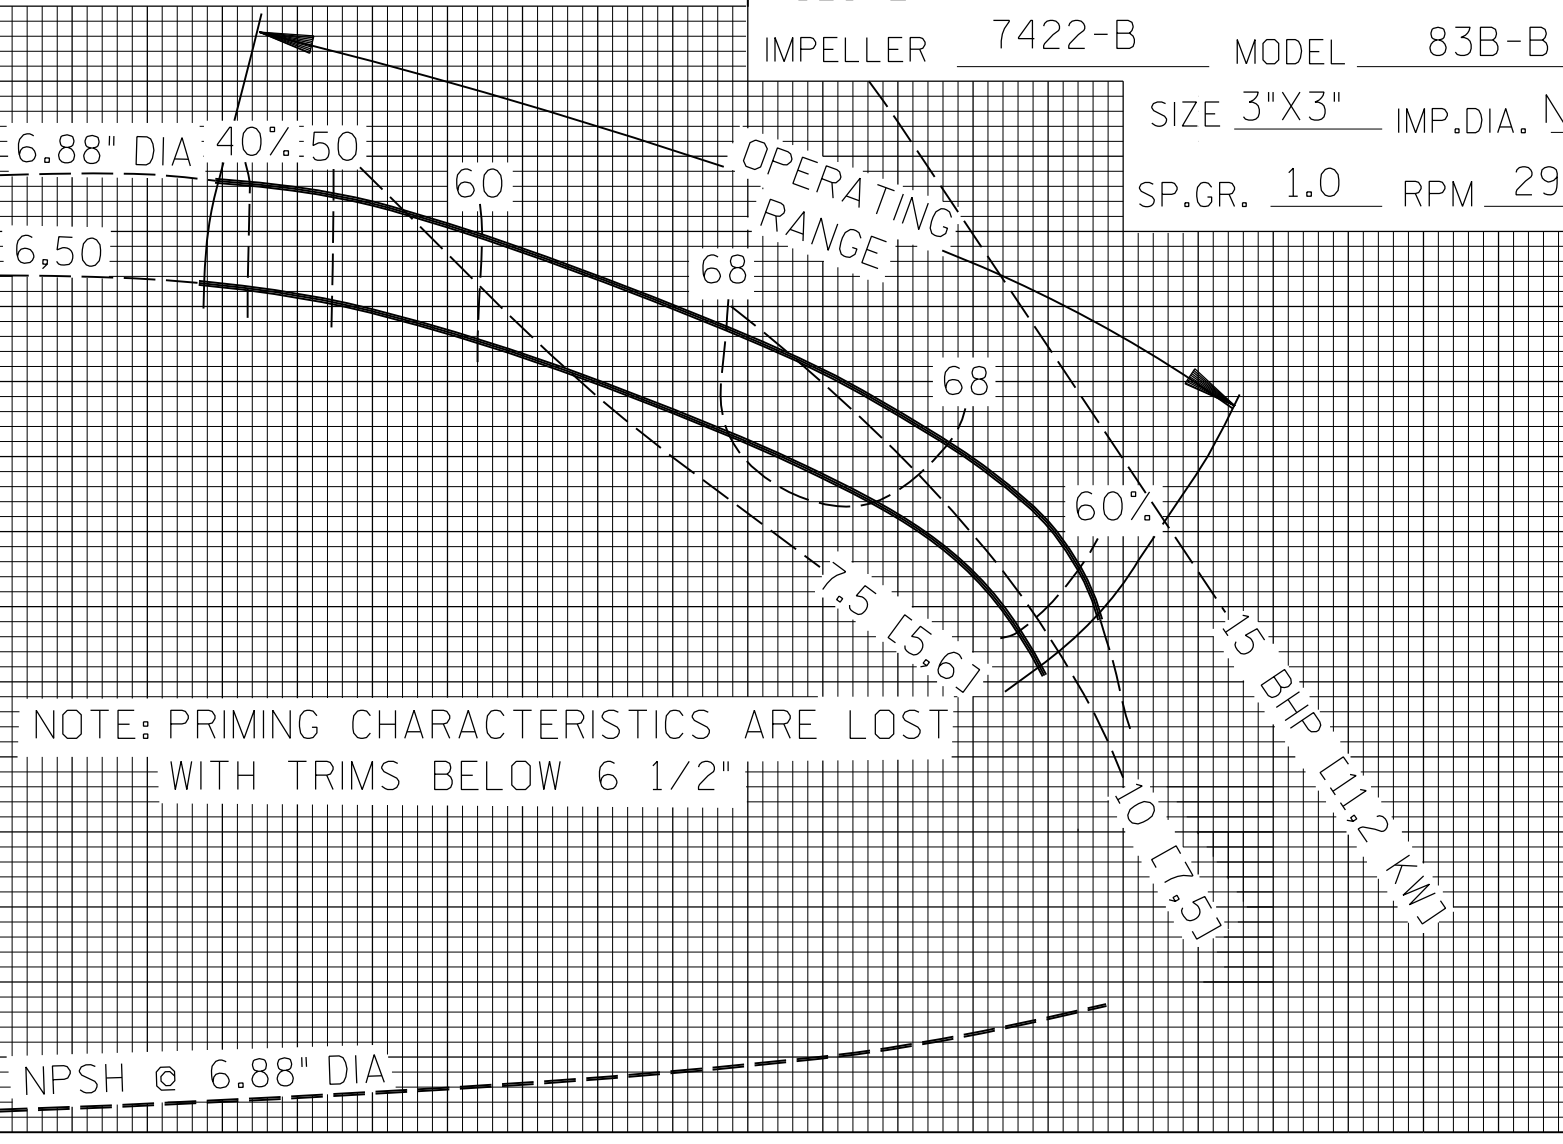 IMPELLER 7422-B MODEL 83B-B
SIZE 3"X3" IMP.DIA.
SP.GR. 1.0 RPM 29
6.88" DIA 40% 50
60
OPERATING
RANGE
6,50
68
68
60%
7.5 [5,6]
15 BHP [11,2 KW]
10 [7,5]
NOTE: PRIMING CHARACTERISTICS ARE LOST
WITH TRIMS BELOW 6 1/2"
NPSH @ 6.88" DIA